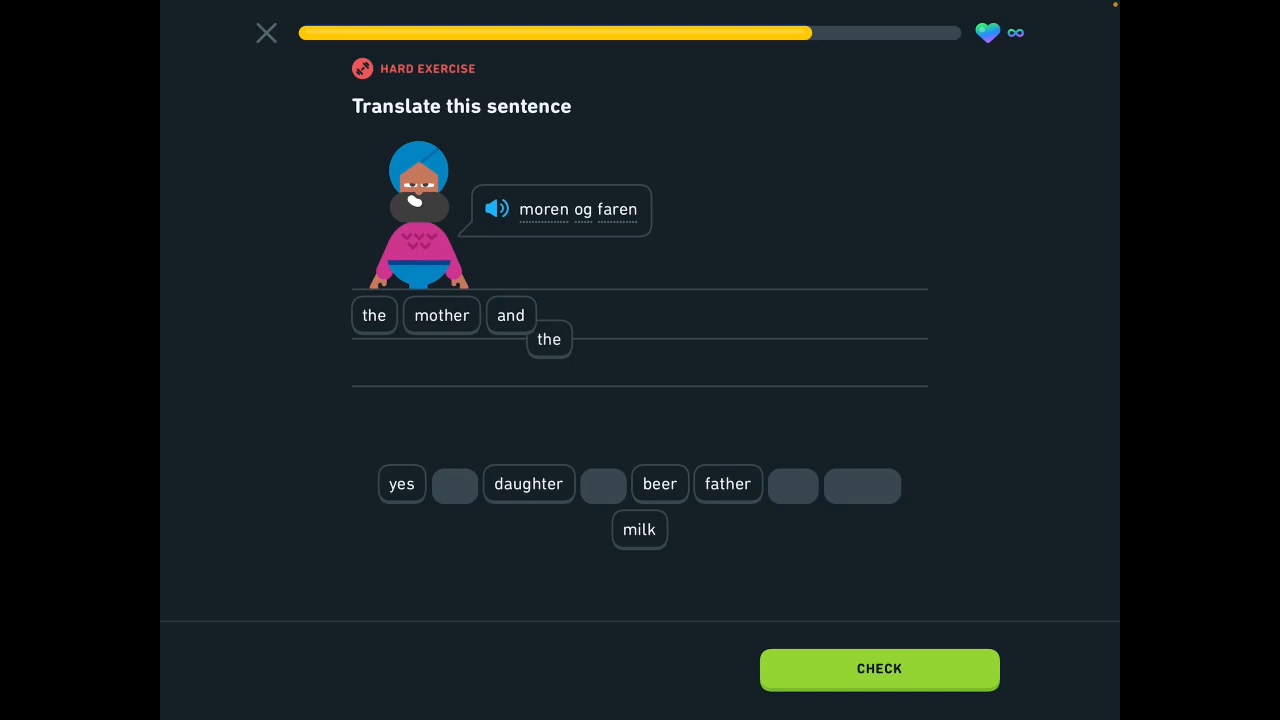 HARD EXERCISE
Translate this sentence
moren og faren
the mother and
the
yes daughter beer father
milk
CHECK